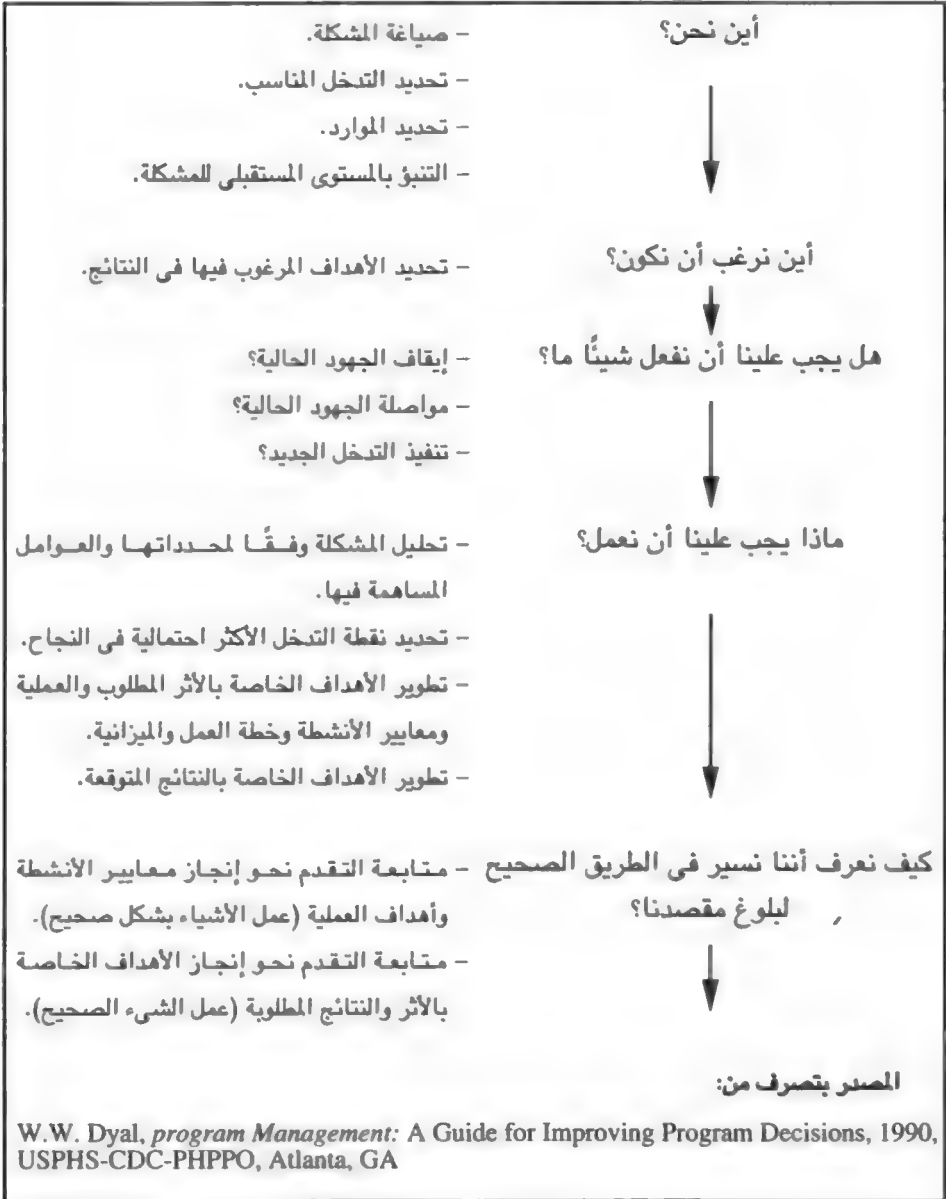 أين نحن؟
– صياغة المشكلة.
– تحديد التدخل المناسب.
– تحديد الموارد.
– التنبؤ بالمستوى المستقبلى للمشكلة.
أين نرغب أن نكون؟
– تحديد الأهداف المرغوب فيها فى النتائج.
هل يجب علينا أن نفعل شيئًا ما؟
– إيقاف الجهود الحالية؟
– مواصلة الجهود الحالية؟
– تنفيذ التدخل الجديد؟
ماذا يجب علينا أن نعمل؟
– تحليل المشكلة وفقًا لمحدداتها والعوامل
المساهمة فيها.
– تحديد نقطة التدخل الأكثر احتمالية فى النجاح.
– تطوير الأهداف الخاصة بالأثر المطلوب والعملية
ومعايير الأنشطة وخطة العمل والميزانية.
– تطوير الأهداف الخاصة بالنتائج المتوقعة.
كيف نعرف أننا نسير فى الطريق الصحيح
لبلوغ مقصدنا؟
– متابعة التقدم نحو إنجاز معايير الأنشطة
وأهداف العملية (عمل الأشياء بشكل صحيح).
– متابعة التقدم نحو إنجاز الأهداف الخاصة
بالأثر والنتائج المطلوبة (عمل الشىء الصحيح).
المصدر بتصرف من:
W.W. Dyal, program Management: A Guide for Improving Program Decisions, 1990,
USPHS-CDC-PHPPO, Atlanta, GA